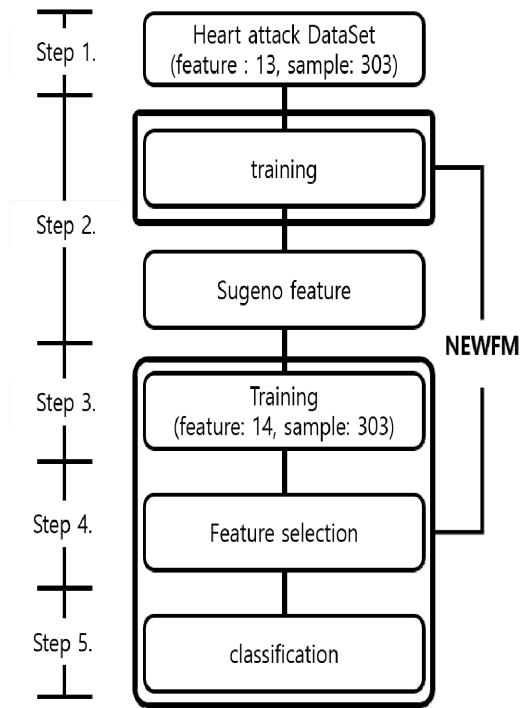 Step 1.
Heart attack DataSet
(feature : 13, sample: 303)
training
Step 2.
Sugeno feature
NEWFM
Step 3.
Training
(feature: 14, sample: 303)
Step 4.
Feature selection
Step 5.
classification